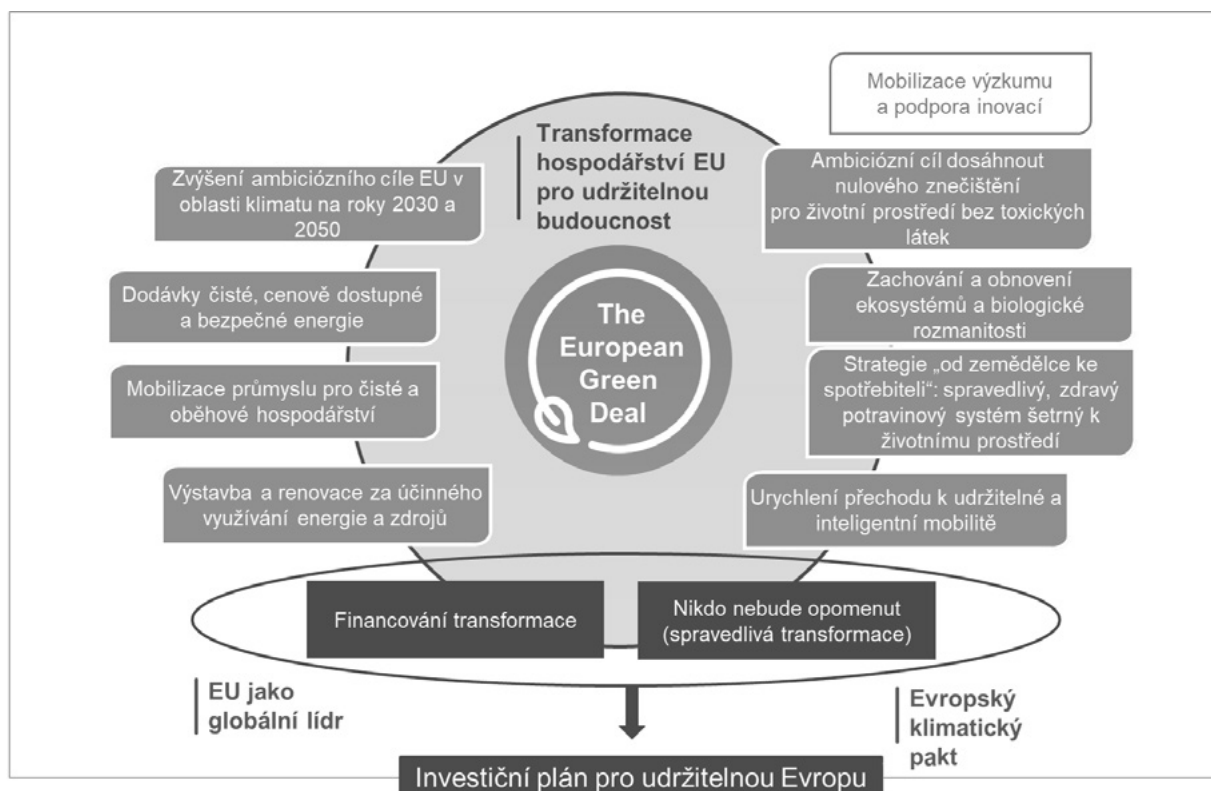 Mobilizace výzkumu
a podpora inovací
Transformace
hospodářství EU
pro udržitelnou
budoucnost
Zvýšení ambiciózního cíle EU v
oblasti klimatu na roky 2030 a
2050
Ambiciózní cíl dosáhnout
nulového znečištění
pro životní prostředí bez toxických
látek
Dodávky čisté, cenově dostupné
a bezpečné energie
The
European
Green
Deal
Zachování a obnovení
ekosystémů a biologické
rozmanitosti
Mobilizace průmyslu pro čisté a
oběhové hospodářství
Strategie „od zemědělce ke
spotřebiteli“: spravedlivý, zdravý
potravinový systém šetrný k
životnímu prostředí
Výstavba a renovace za účinného
využívání energie a zdrojů
Urychlení přechodu k udržitelné a
inteligentní mobilitě
Financování transformace
Nikdo nebude opomenut
(spravedlivá transformace)
EU jako
globální lídr
Evropský
klimatický
pakt
Investiční plán pro udržitelnou Evropu